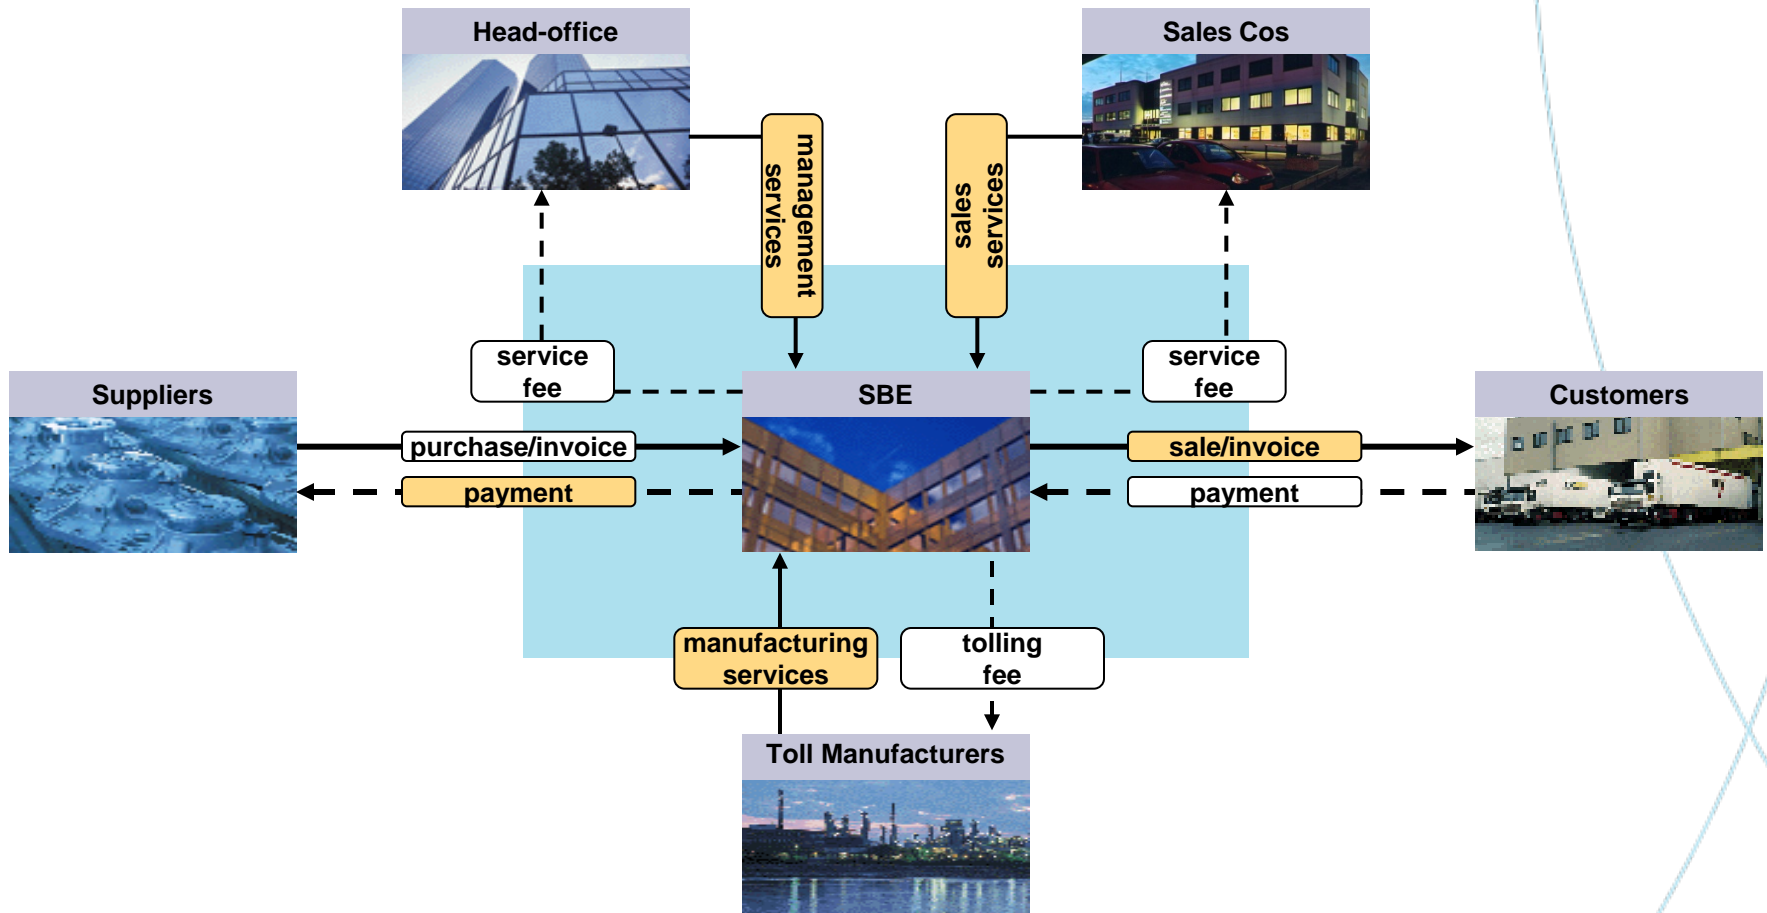 Head-office
Sales Cos
management
services
sales
services
service
fee
service
fee
Suppliers
SBE
Customers
purchase/invoice
sale/invoice
payment
payment
manufacturing
services
tolling
fee
Toll Manufacturers